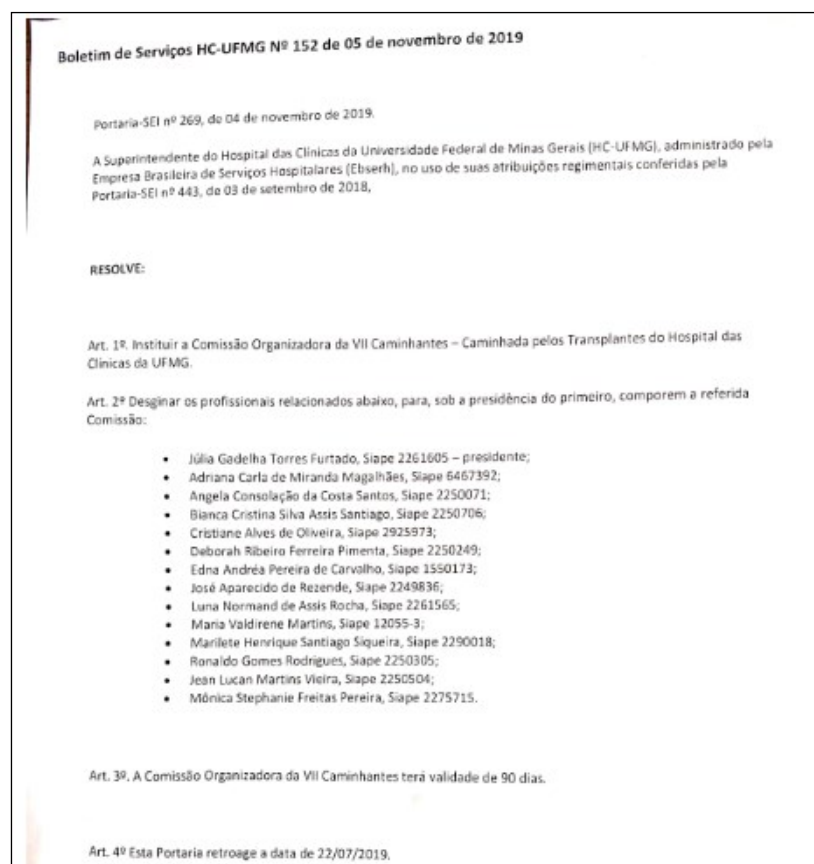 Boletim de Serviços HC-UFMG Nº 152 de 05 de novembro de 2019
Portaria-SEI nº 269, de 04 de novembro de 2019.
A Superintendente do Hospital das Clínicas da Universidade Federal de Minas Gerais (HC-UFMG), administrado pela
Empresa Brasileira de Serviços Hospitalares (Ebserh), no uso de suas atribuições regimentais conferidas pela
Portaria-SEI nº 443, de 03 de setembro de 2018,
RESOLVE:
Art. 1º. Instituir a Comissão Organizadora da VII Caminhantes – Caminhada pelos Transplantes do Hospital das
Clínicas da UFMG.
Art. 2º Desginar os profissionais relacionados abaixo, para, sob a presidência do primeiro, comporem a referida
Comissão:
• Júlia Gadelha Torres Furtado, Siape 2261605 – presidente;
• Adriana Carla de Miranda Magalhães, Siape 6467392;
• Angela Consolação da Costa Santos, Siape 2250071;
• Bianca Cristina Silva Assis Santiago, Siape 2250706;
• Cristiane Alves de Oliveira, Siape 2925973;
• Deborah Ribeiro Ferreira Pimenta, Siape 2250249;
• Edna Andréa Pereira de Carvalho, Siape 1550173;
• José Aparecido de Rezende, Siape 2249836;
• Luna Normand de Assis Rocha, Siape 2261565;
• Maria Valdirene Martins, Siape 12055-3;
• Marilete Henrique Santiago Siqueira, Siape 2290018;
• Ronaldo Gomes Rodrigues, Siape 2250305;
• Jean Lucan Martins Vieira, Siape 2250504;
• Mônica Stephanie Freitas Pereira, Siape 2275715.
Art. 3º. A Comissão Organizadora da VII Caminhantes terá validade de 90 dias.
Art. 4º Esta Portaria retroage a data de 22/07/2019.